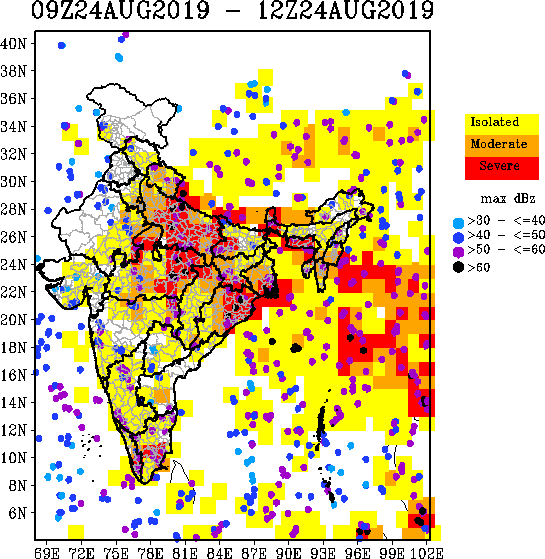 09Z24AUG2019 - 12Z24AUG2019
40N
38N
36N
34N
32N
30N
28N
26N
24N
22N
20N
18N
16N
14N
12N
10N
8N
6N
69E 72E 75E 78E 81E 84E 87E 90E 93E 96E 99E 102E
Isolated
Moderate
Severe
max dBz
>30 - <=40
>40 - <=50
>50 - <=60
>60